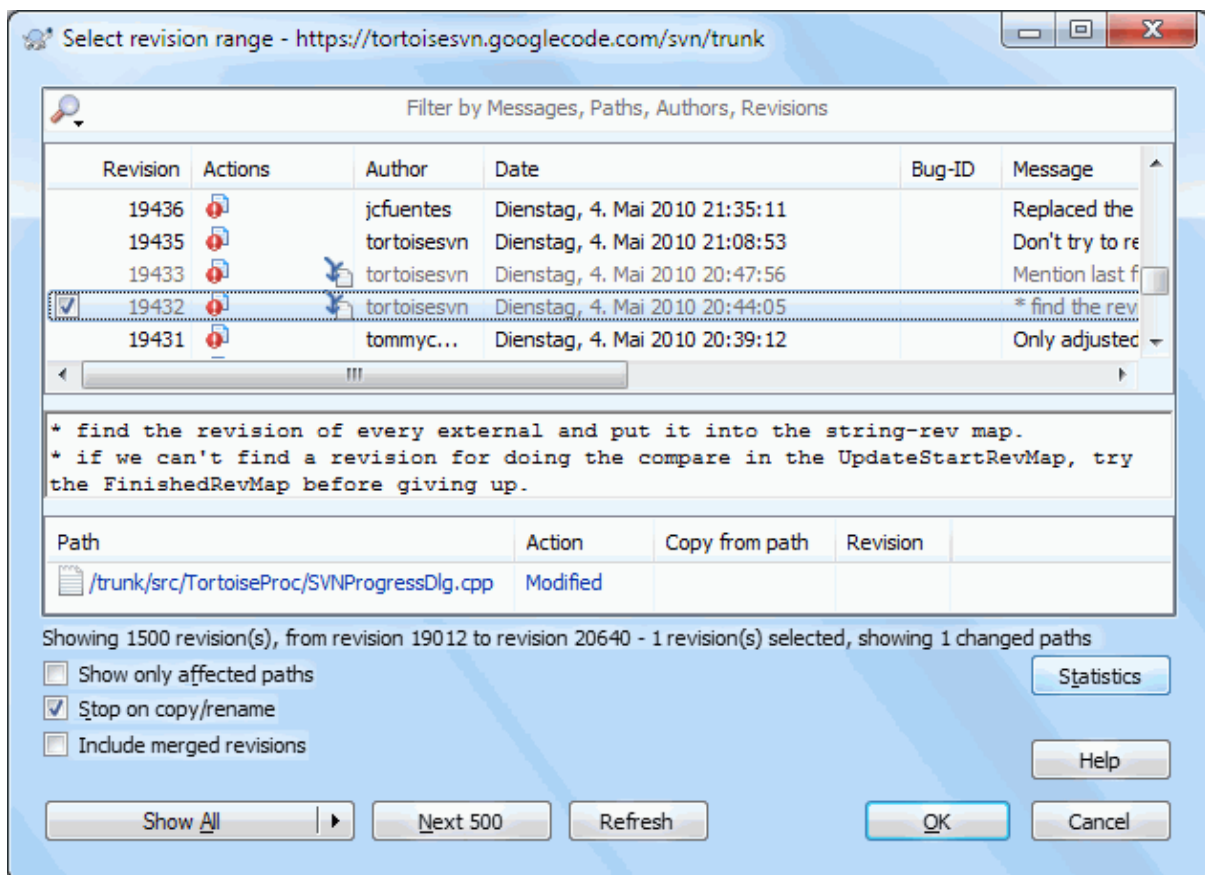 Select revision range - https://tortoisesvn.googlecode.com/svn/trunk
Filter by Messages, Paths, Authors, Revisions
Revision Actions Author Date Bug-ID Message
19436 jcfuentes Dienstag, 4. Mai 2010 21:35:11 Replaced the
19435 tortoisesvn Dienstag, 4. Mai 2010 21:08:53 Don't try to re
19433 tortoisesvn Dienstag, 4. Mai 2010 20:47:56 Mention last f
19432 tortoisesvn Dienstag, 4. Mai 2010 20:44:05 * find the rev
19431 tommyc... Dienstag, 4. Mai 2010 20:39:12 Only adjusted
* find the revision of every external and put it into the string-rev map.
* if we can't find a revision for doing the compare in the UpdateStartRevMap, try
the FinishedRevMap before giving up.
Path Action Copy from path Revision
/trunk/src/TortoiseProc/SVNProgressDlg.cpp Modified
Showing 1500 revision(s), from revision 19012 to revision 20640 - 1 revision(s) selected, showing 1 changed paths
Show only affected paths
Statistics
Stop on copy/rename
Include merged revisions
Help
Show All Next 500 Refresh OK Cancel